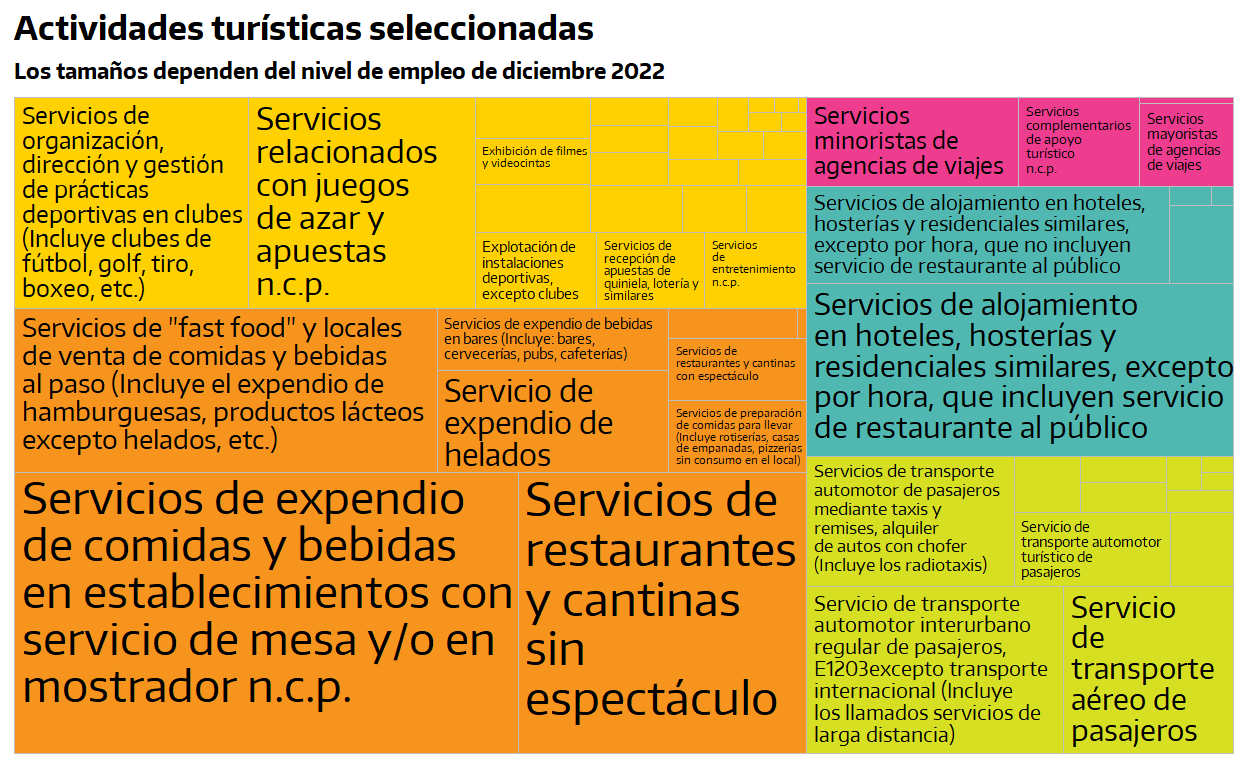 Actividades turísticas seleccionadas
Los tamaños dependen del nivel de empleo de diciembre 2022
Servicios de
organización,
dirección y gestión
de prácticas
deportivas en clubes
(Incluye clubes de
fútbol, golf, tiro,
boxeo, etc.)
Servicios
relacionados
con juegos
de azar y
apuestas
n.c.p.
Exhibición de filmes
y videocintas
Explotación de
instalaciones
deportivas,
excepto clubes
Servicios de
recepción de
apuestas de
quiniela, lotería y
similares
Servicios
de
entretenimiento
n.c.p.
Servicios
minoristas de
agencias de viajes
Servicios
complementarios
de apoyo
turístico
n.c.p.
Servicios
mayoristas
de agencias
de viajes
Servicios de alojamiento en hoteles,
hosterías y residenciales similares,
excepto por hora, que no incluyen
servicio de restaurante al público
Servicios de alojamiento
en hoteles, hosterías y
residenciales similares, excepto
por hora, que incluyen servicio
de restaurante al público
Servicios de "fast food" y locales
de venta de comidas y bebidas
al paso (Incluye el expendio de
hamburguesas, productos lácteos
excepto helados, etc.)
Servicios de expendio de bebidas
en bares (Incluye: bares,
cervecerías, pubs, cafeterías)
Servicio de
expendio de
helados
Servicios de
restaurantes y cantinas
con espectáculo
Servicios de preparación
de comidas para llevar
(Incluye rotiserías, casas
de empanadas, pizzerías
sin consumo en el local)
Servicios de expendio
de comidas y bebidas
en establecimientos con
servicio de mesa y/o en
mostrador n.c.p.
Servicios de
restaurantes
y cantinas
sin
espectáculo
Servicios de transporte
automotor de pasajeros
mediante taxis y
remises, alquiler
de autos con chofer
(Incluye los radiotaxis)
Servicio de
transporte automotor
turístico de
pasajeros
Servicio de transporte
automotor interurbano
regular de pasajeros,
E1203excepto transporte
internacional (Incluye
los llamados servicios de
larga distancia)
Servicio
de
transporte
aéreo de
pasajeros